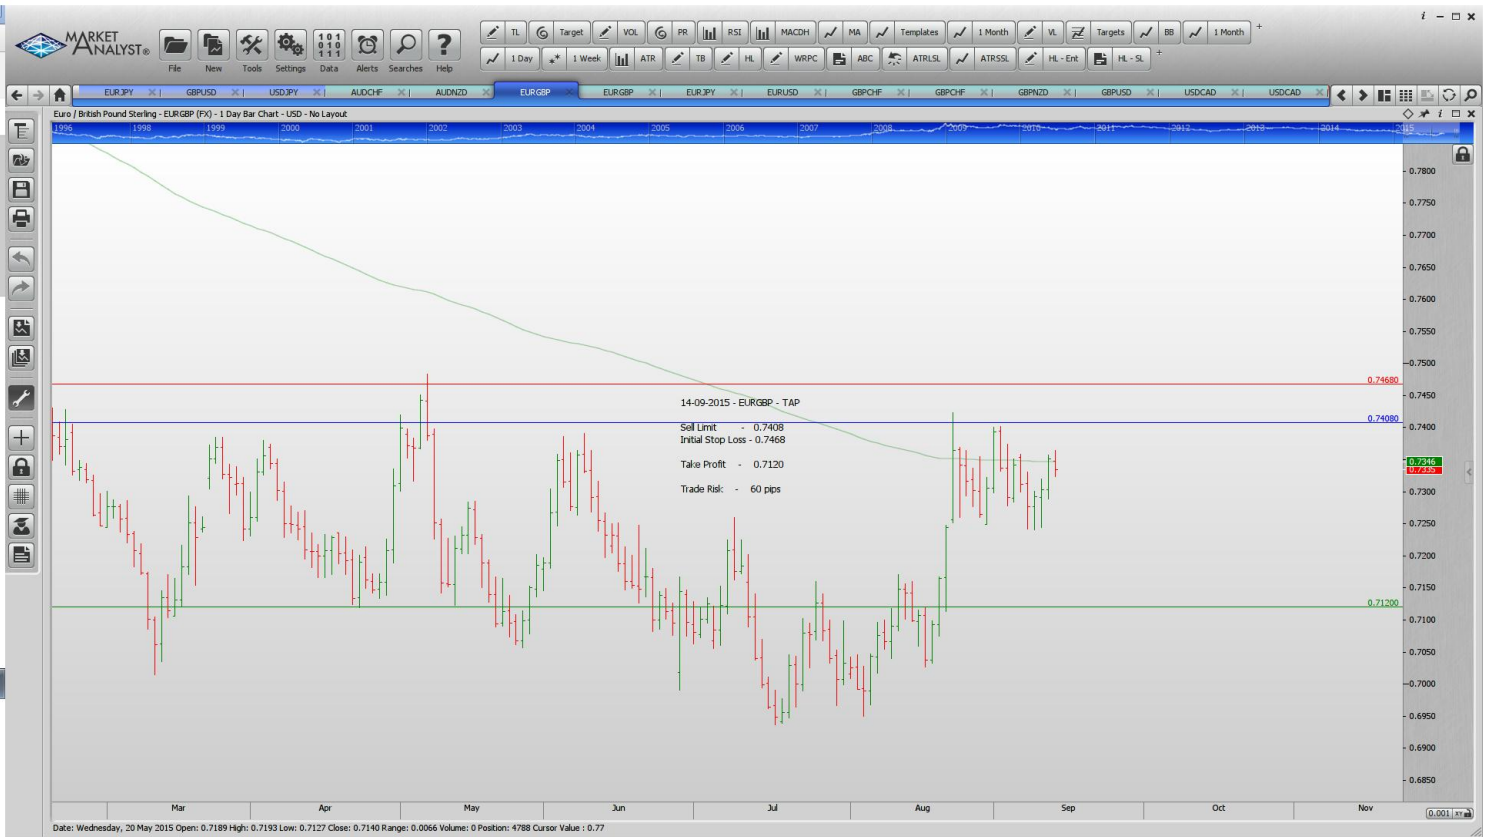 MARKET
ANALYST®
File New Tools Settings Data Alerts Searches Help
101
010
111
TL Target VOL PR RSI MACDH MA Templates 1 Month VL Targets BB 1 Month +
1 Day 1 Week ATR TB HL WRPC ABC ATRLSL ATRSSL HL - Ent HL - SL +
EURJPY GBPUSD USDJPY AUDCHF AUDNZD EURGBP EURGBP EURJPY EURUSD GBPCHF GBPCHF GBPNZD GBPUSD USDCAD USDCAD
Euro / British Pound Sterling - EURGBP (FX) - 1 Day Bar Chart - USD - No Layout
1996 1998 1999 2000 2001 2002 2003 2004 2005 2006 2007 2008 2009 2010 2011 2012 2013 2014 2015
0.7800
0.7750
0.7700
0.7650
0.7600
0.7550
0.7500
0.74680
0.7450
14-09-2015 - EURGBP - TAP
0.74080
Sell Limit - 0.7408
0.7400
Initial Stop Loss - 0.7468
Take Profit - 0.7120
0.7346
0.7335
Trade Risk - 60 pips
0.7300
0.7250
0.7200
0.7150
0.71200
0.7100
0.7050
0.7000
0.6950
0.6900
0.6850
Mar Apr May Jun Jul Aug Sep Oct Nov
0.001 XY
Date: Wednesday, 20 May 2015 Open: 0.7189 High: 0.7193 Low: 0.7127 Close: 0.7140 Range: 0.0066 Volume: 0 Position: 4788 Cursor Value : 0.77